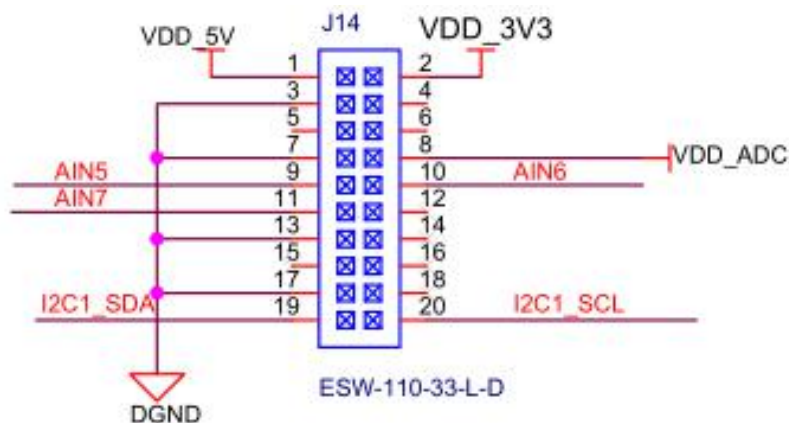 J14
VDD_5V
VDD_3V3
1 2
3 4
5 6
7 8
VDD_ADC
AIN5 9 10 AIN6
AIN7 11 12
13 14
15 16
17 18
I2C1_SDA 19 20 I2C1_SCL
ESW-110-33-L-D
DGND